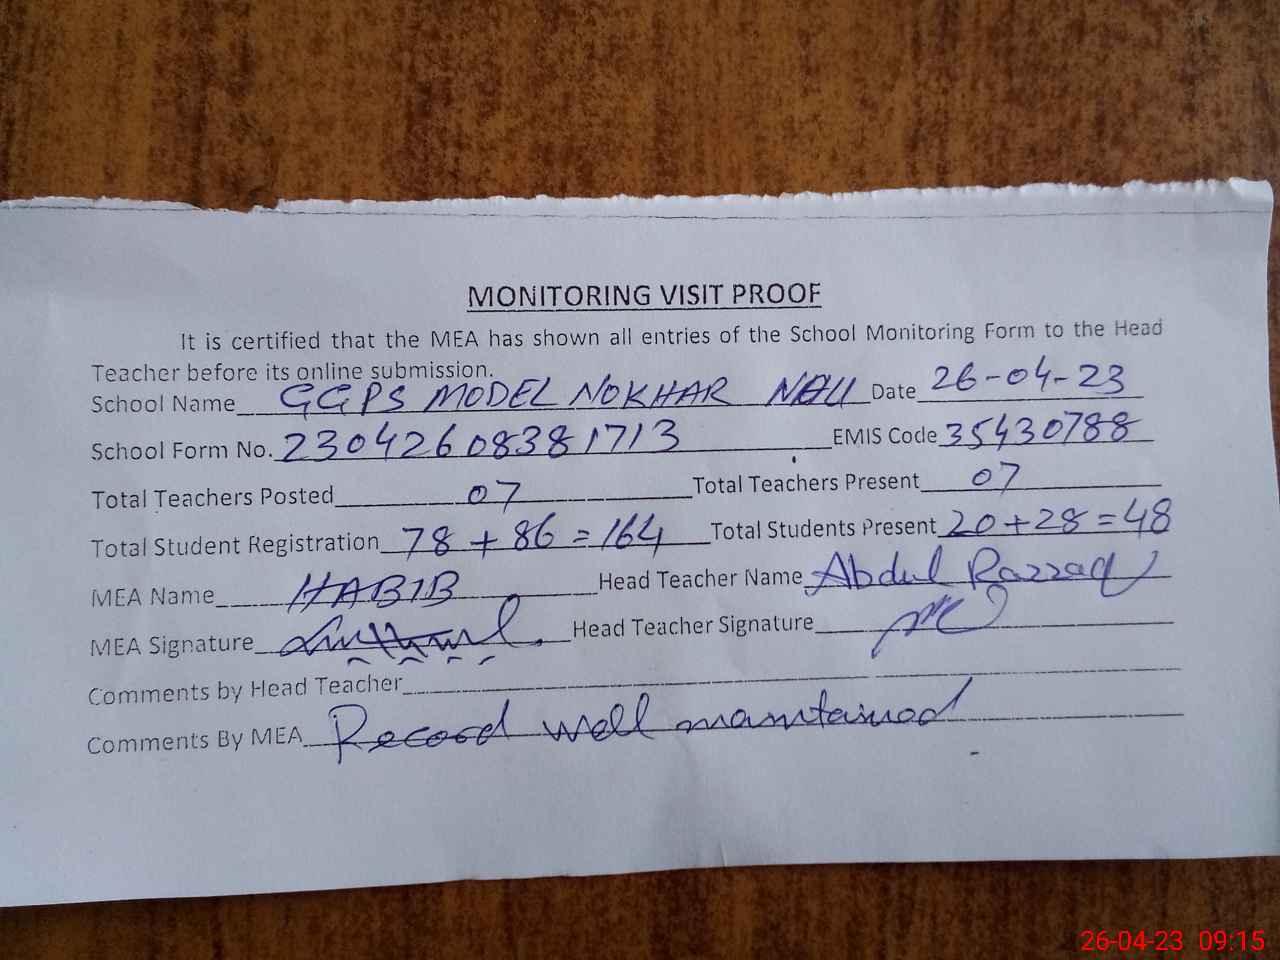 MONITORING VISIT PROOF
It is certified that the MEA has shown all entries of the School Monitoring Form to the Head
Teacher before its online submission.
School Name GGPS MODEL NOKHAR Date 26-04-23
School Form No. 23042608381713 EMIS Code 35430788
Total Teachers Posted 07 Total Teachers Present 07
Total Student Registration 78 + 86 = 164 Total Students Present 20+28=48
MEA Name HABIB Head Teacher Name Abdul Razzaq
MEA Signature Head Teacher Signature
Comments by Head Teacher
Comments By MEA Record well maintained
26-04-23 09:15